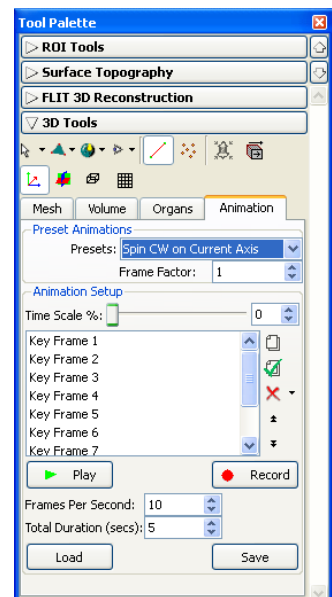 Tool Palette
ROI Tools
Surface Topography
FLIT 3D Reconstruction
3D Tools
Mesh Volume Organs Animation
Preset Animations
Presets: Spin CW on Current Axis
Frame Factor: 1
Animation Setup
Time Scale %: 0
Key Frame 1
Key Frame 2
Key Frame 3
Key Frame 4
Key Frame 5
Key Frame 6
Key Frame 7
Play Record
Frames Per Second: 10
Total Duration (secs): 5
Load Save